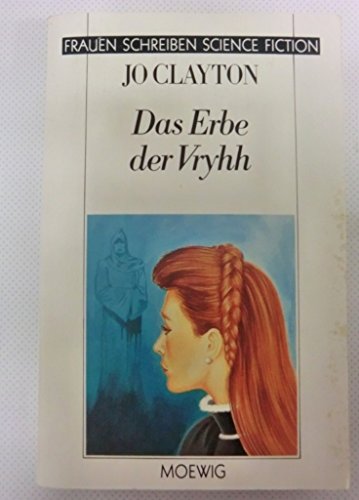 FRAUEN SCHREIBEN SCIENCE FICTION
JO CLAYTON
Das Erbe
der Vryhh
MOEWIG